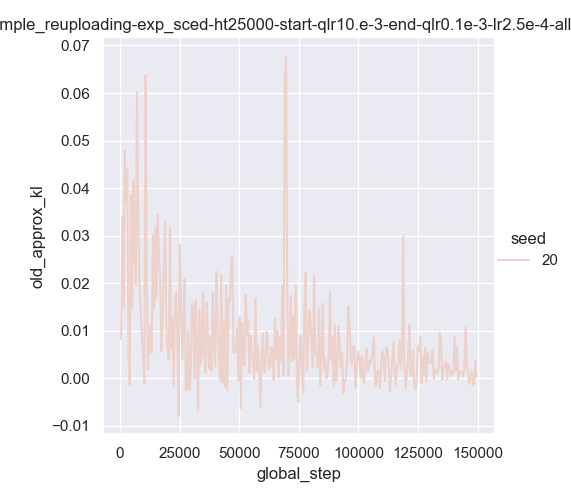 mple_reuploading-exp_sced-ht25000-start-qlr10.e-3-end-qlr0.1e-3-lr2.5e-4-all
0.07
0.06
0.05
0.04
0.03
0.02
0.01
0.00
−0.01
old_approx_kl
0 25000 50000 75000 100000 125000 150000
global_step
seed
20